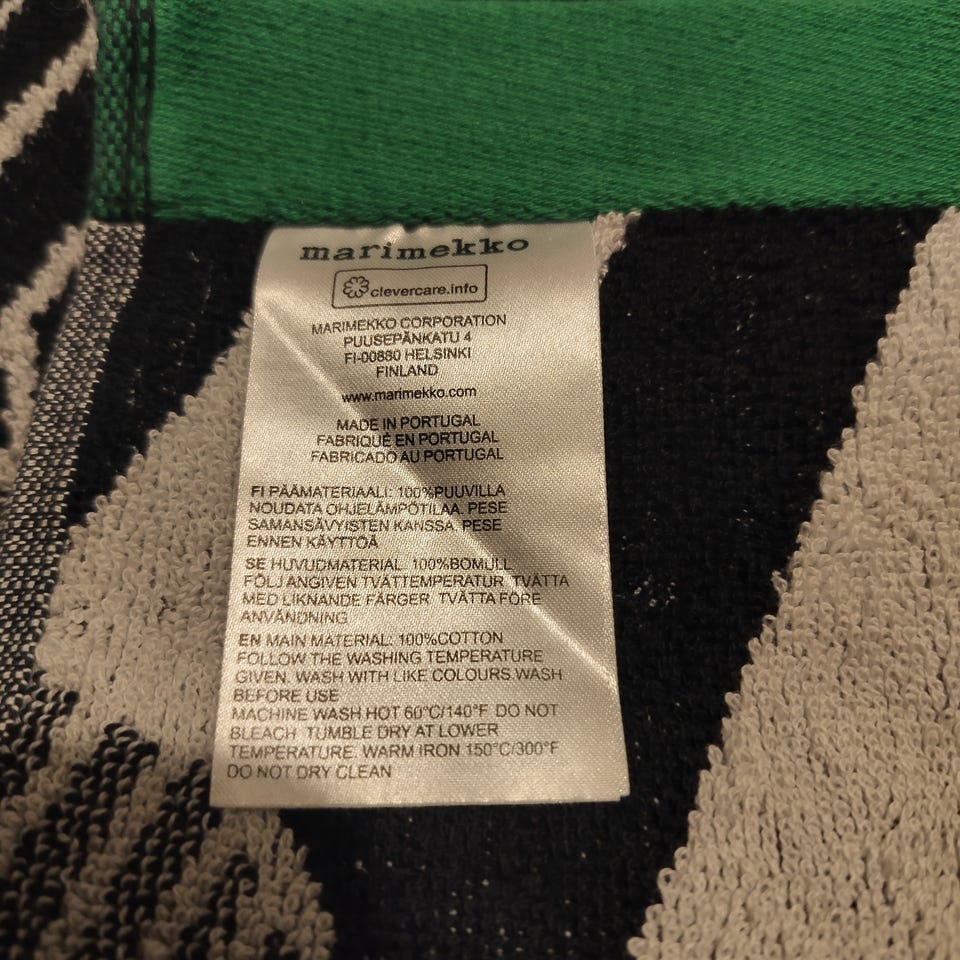 marimekko
clevercare.info
MARIMEKKO CORPORATION
PUUSEPÄNKATU 4
FI-00880 HELSINKI
FINLAND
www.marimekko.com
MADE IN PORTUGAL
FABRIQUÉ EN PORTUGAL
FABRICADO AU PORTUGAL
FI PÄÄMATERIAALI: 100%PUUVILLA
NOUDATA OHJELÄMPÖTILAA. PESE
SAMANSÄVYISTEN KANSSA. PESE
ENNEN KÄYTTÖÄ
SE HUVUDMATERIAL: 100%BOMULL
FÖLJ ANGIVEN TVÄTTEMPERATUR. TVÄTTA
MED LIKNANDE FÄRGER. TVÄTTA FÖRE
ANVÄNDNING
EN MAIN MATERIAL: 100%COTTON
FOLLOW THE WASHING TEMPERATURE
GIVEN. WASH WITH LIKE COLOURS.WASH
BEFORE USE
MACHINE WASH HOT 60°C/140°F DO NOT
BLEACH TUMBLE DRY AT LOWER
TEMPERATURE. WARM IRON 150°C/300°F
DO NOT DRY CLEAN